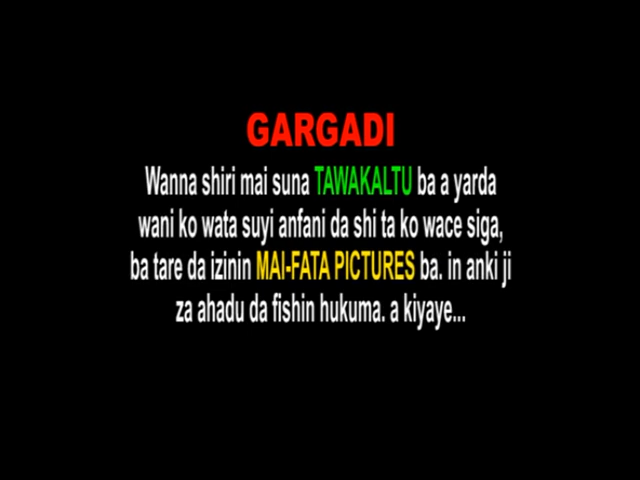 GARGADI
Wanna shiri mai suna TAWAKALTU ba a yarda
wani ko wata suyi anfani da shi ta ko wace siga,
ba tare da izinin MAI-FATA PICTURES ba. in anki ji
za ahadu da fishin hukuma. a kiyaye...